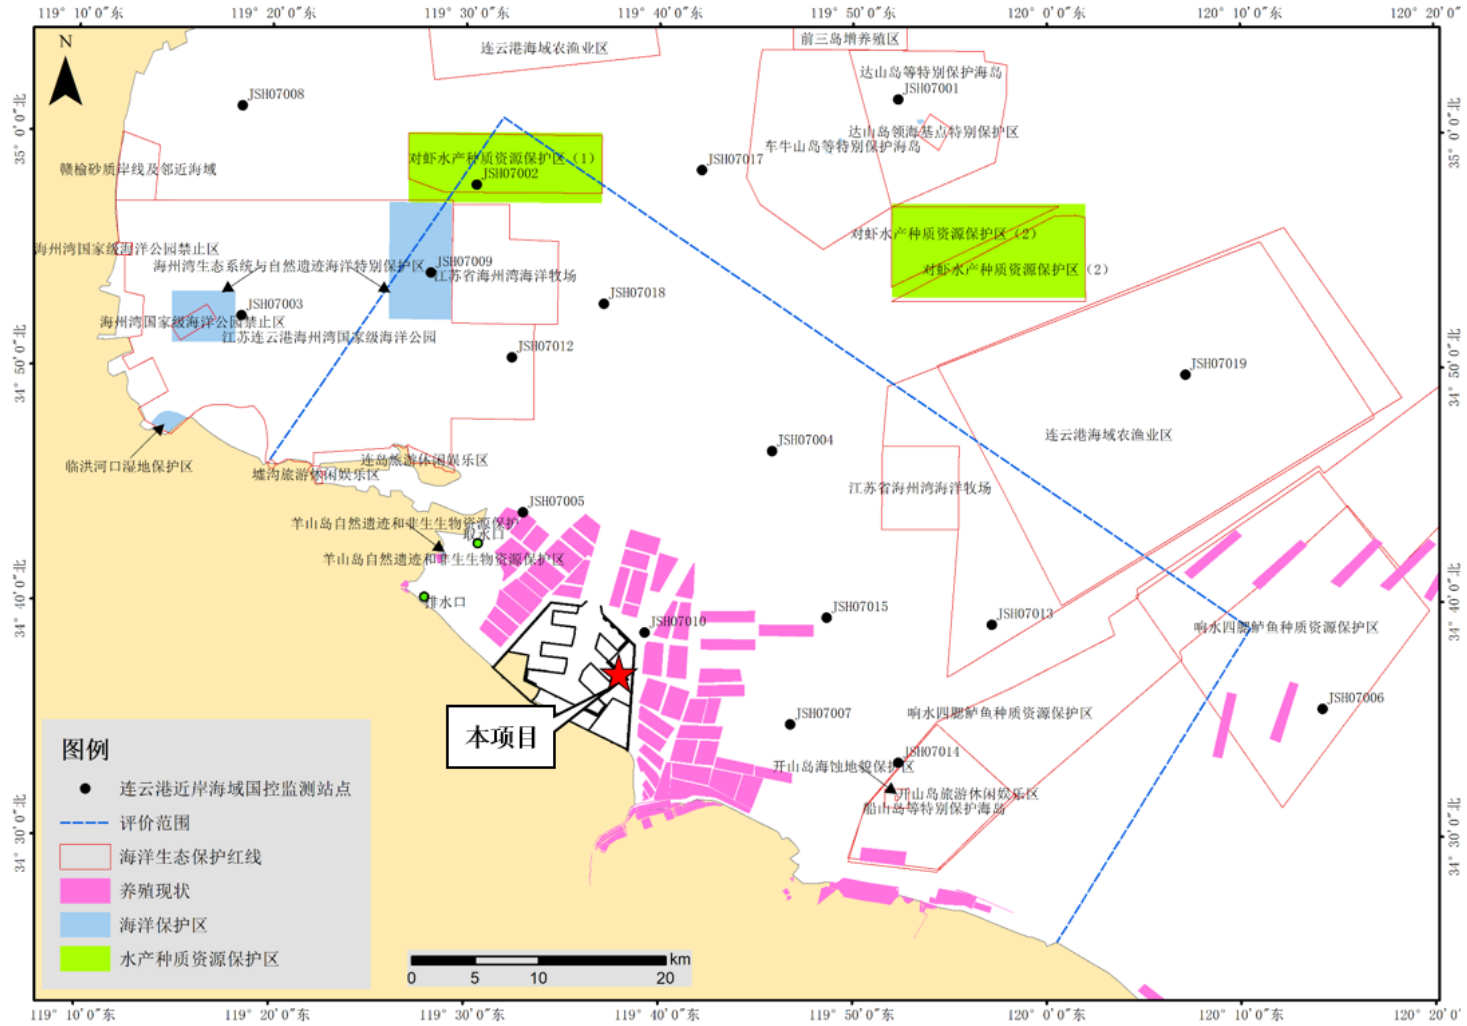 119° 10′0″东
119° 20′0″东
119° 30′0″东
119° 40′0″东
119° 50′0″东
120° 0′0″东
120° 10′0″东
120° 20′0″东
N
连云港海域农渔业区
前三岛增养殖区
达山岛等特别保护海岛
JSH07001
JSH07008
达山岛领海基点特别保护区
车牛山岛等特别保护海岛
35° 0′0″北
35° 0′0″北
对虾水产种质资源保护区（1）
JSH07002
JSH07017
赣榆砂质岸线及邻近海域
海州湾国家级海洋公园禁止区
海州湾生态系统与自然遗迹海洋特别保护区
JSH07009
江苏省海州湾海洋牧场
对虾水产种质资源保护区（2）
对虾水产种质资源保护区（2）
JSH07003
JSH07018
海州湾国家级海洋公园禁止区
江苏连云港海州湾国家级海洋公园
JSH07012
34° 50′0″北
34° 50′0″北
JSH07019
连云港海域农渔业区
JSH07004
临洪河口湿地保护区
连岛旅游休闲娱乐区
墟沟旅游休闲娱乐区
江苏省海州湾海洋牧场
JSH07005
羊山岛自然遗迹和非生生物资源保护
取水口
羊山岛自然遗迹和非生生物资源保护区
排水口
34° 40′0″北
34° 40′0″北
JSH07010
JSH07015
JSH07013
响水四腮鲈鱼种质资源保护区
JSH07006
JSH07007
响水四腮鲈鱼种质资源保护区
本项目
JSH07014
开山岛海蚀地貌保护区
开山岛旅游休闲娱乐区
船山岛等特别保护海岛
34° 30′0″北
34° 30′0″北
图例
连云港近岸海域国控监测站点
评价范围
海洋生态保护红线
养殖现状
海洋保护区
水产种质资源保护区
km
0
5
10
20
119° 10′0″东
119° 20′0″东
119° 30′0″东
119° 40′0″东
119° 50′0″东
120° 0′0″东
120° 10′0″东
120° 20′0″东